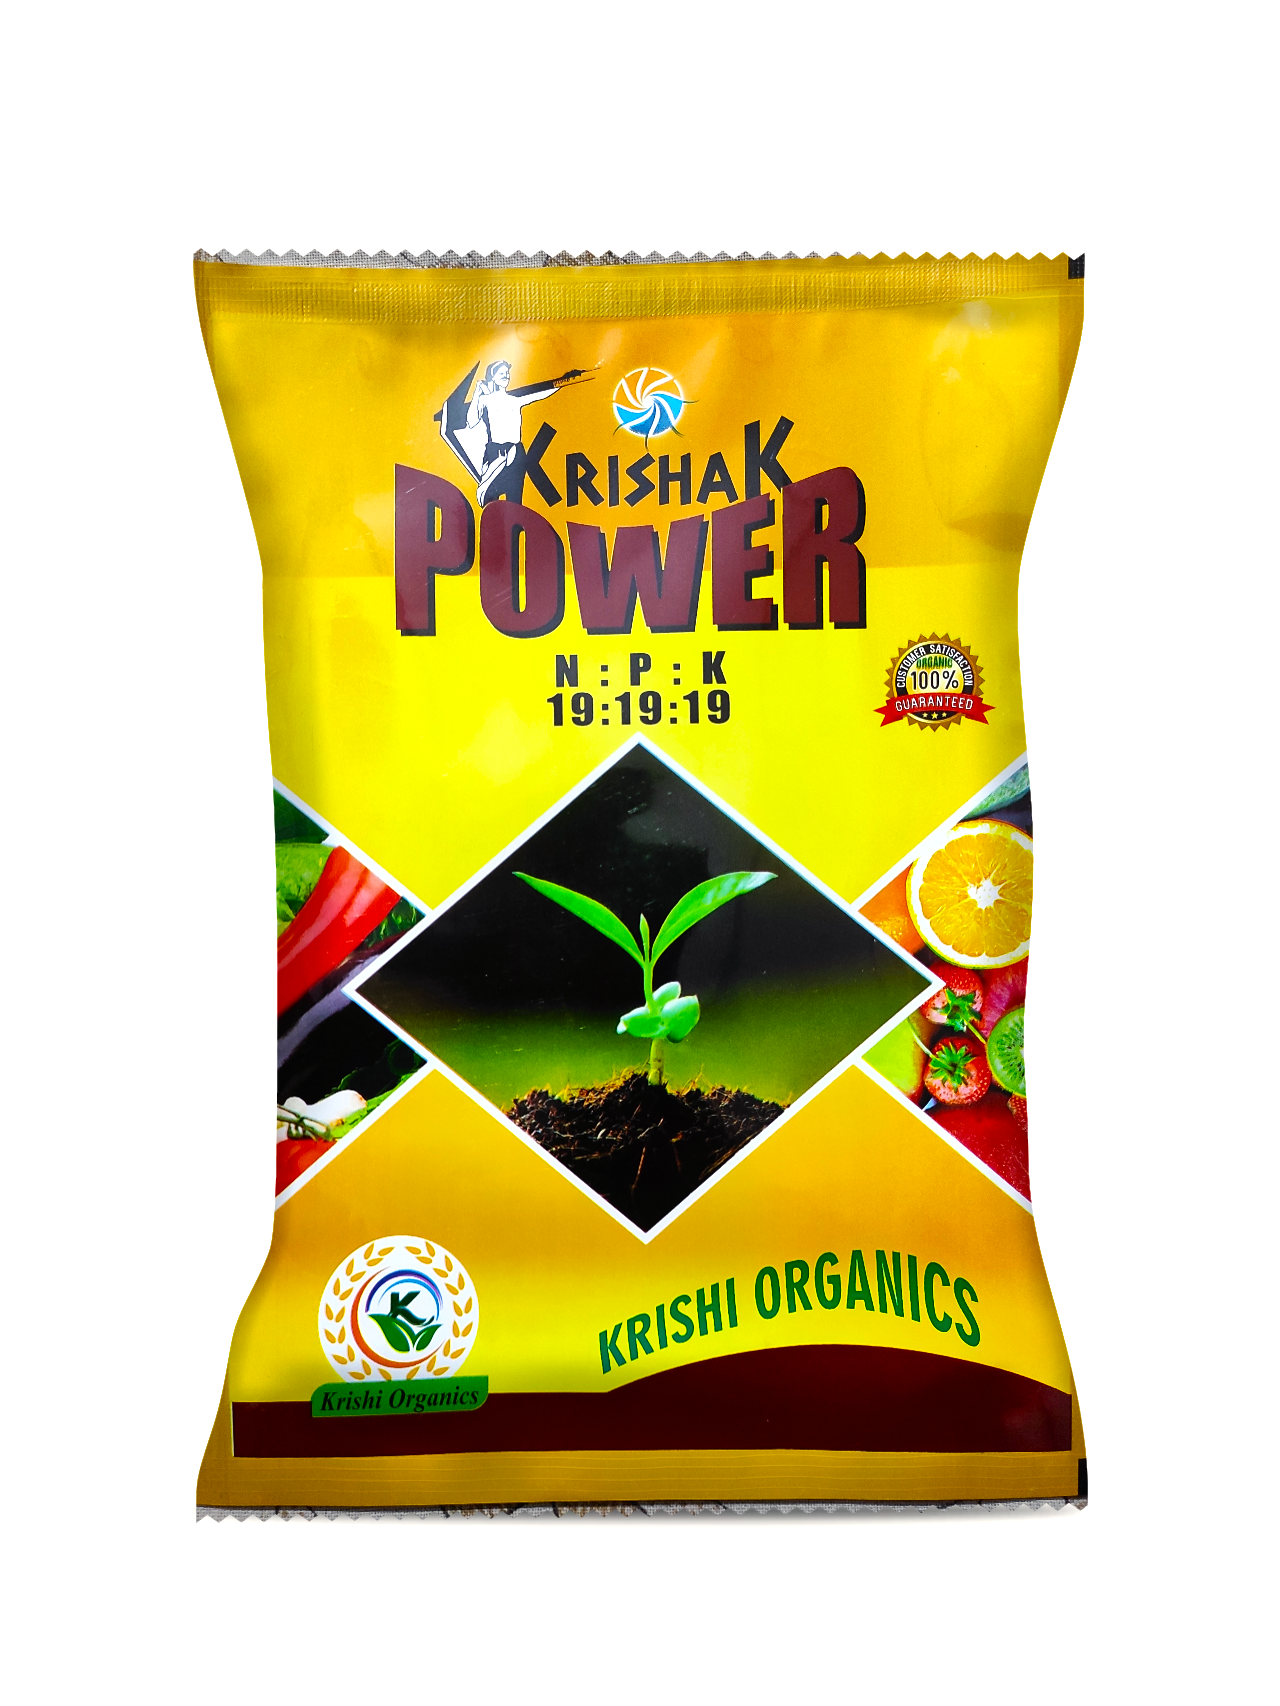 KRISHAK
POWER
N : P : K
19:19:19
CUSTOMER SATISFACTION
ORGANIC
100%
GUARANTEED
KRISHI ORGANICS
K
Krishi Organics